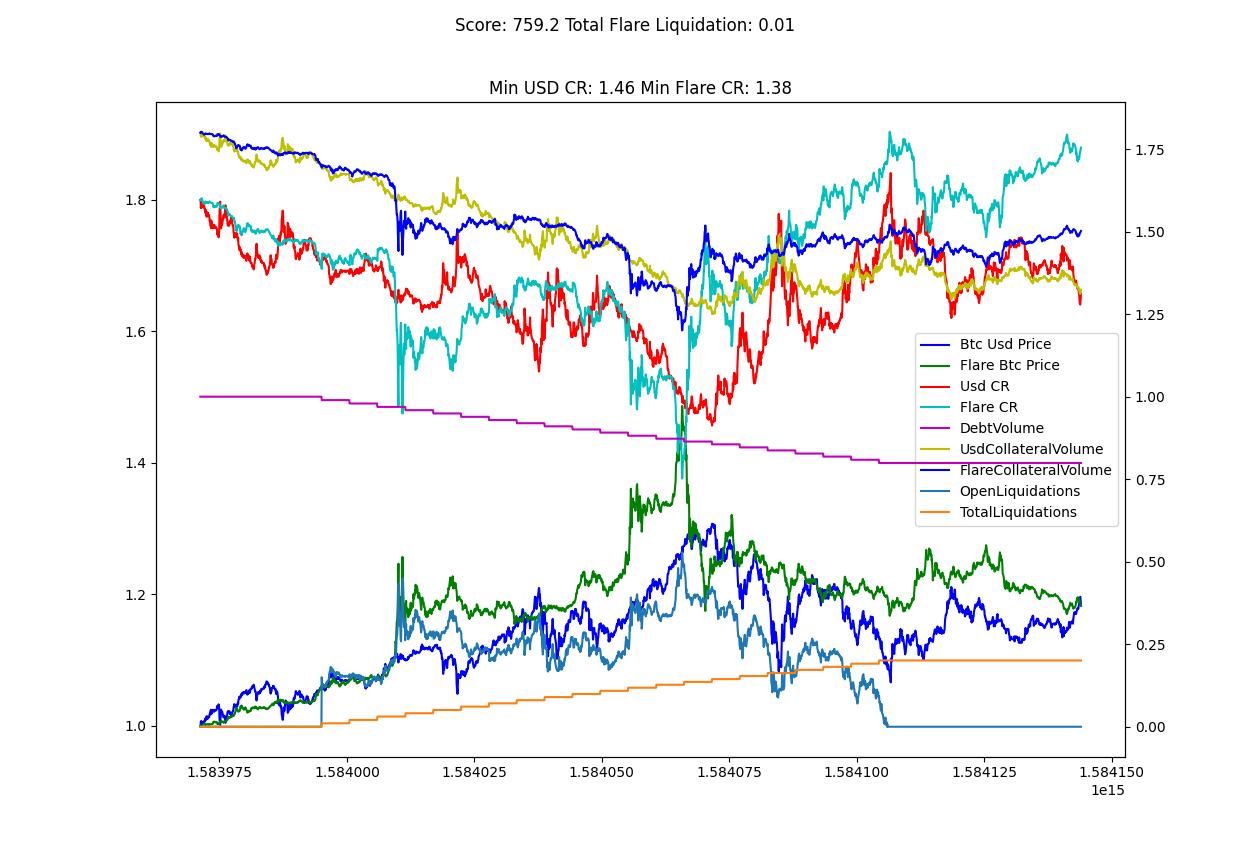 Score: 759.2 Total Flare Liquidation: 0.01
Min USD CR: 1.46 Min Flare CR: 1.38
1.8
1.6
1.4
1.2
1.0
1.75
1.50
1.25
1.00
0.75
0.50
0.25
0.00
Btc Usd Price
Flare Btc Price
Usd CR
Flare CR
DebtVolume
UsdCollateralVolume
FlareCollateralVolume
OpenLiquidations
TotalLiquidations
1.583975 1.584000 1.584025 1.584050 1.584075 1.584100 1.584125 1.584150
1e15